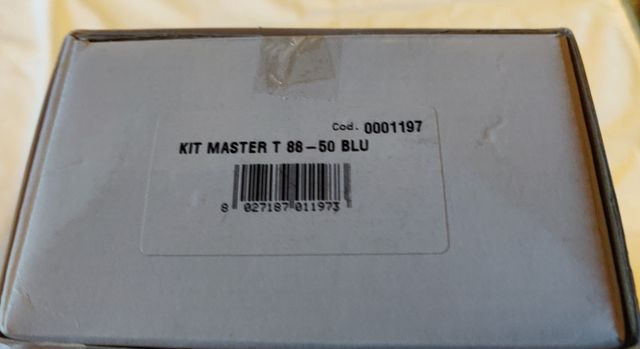 Cod. 0001197
KIT MASTER T 88-50 BLU
8 027187 011973